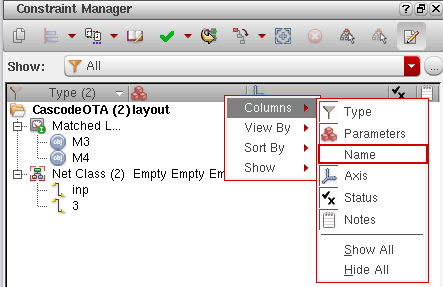 Constraint Manager
Show: All
Type (2)
CascodeOTA (2) layout
Matched L...
M3
M4
Net Class (2) Empty Empty Em
inp
3
Columns
View By
Sort By
Show
Type
Parameters
Name
Axis
Status
Notes
Show All
Hide All